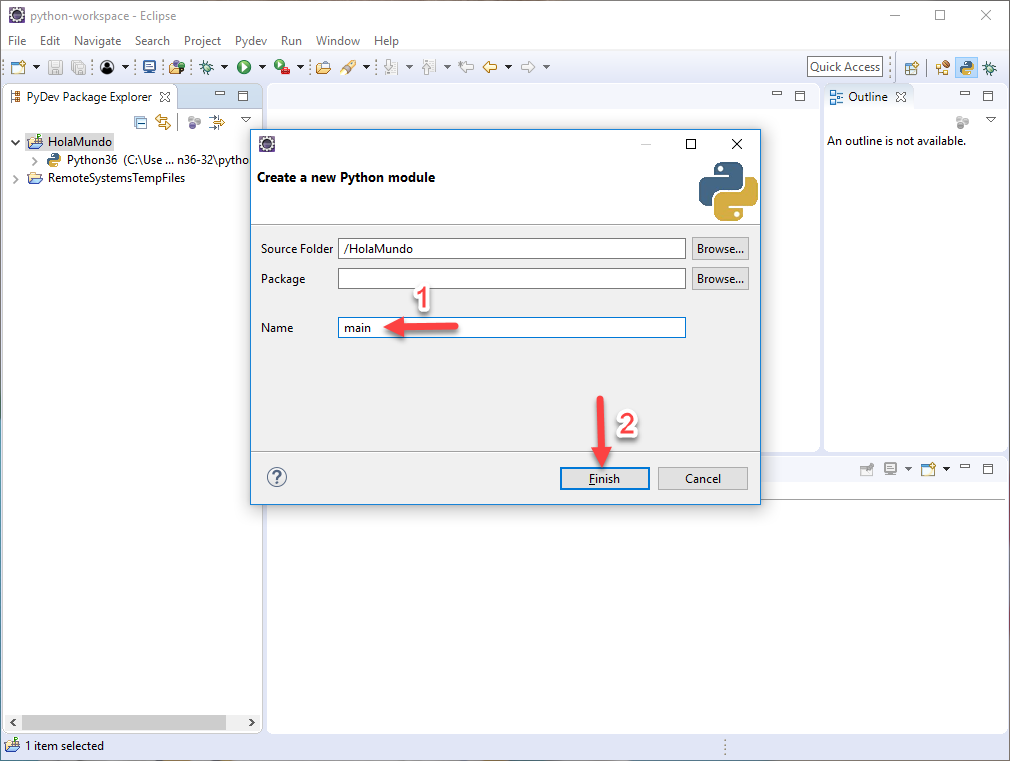 python-workspace - Eclipse
File Edit Navigate Search Project Pydev Run Window Help
Quick Access
PyDev Package Explorer
Outline
HolaMundo
Python36 (C:\Use ... n36-32\pytho
RemoteSystemsTempFiles
An outline is not available.
Create a new Python module
Source Folder /HolaMundo Browse...
Package Browse...
1
Name main
2
? Finish Cancel
1 item selected